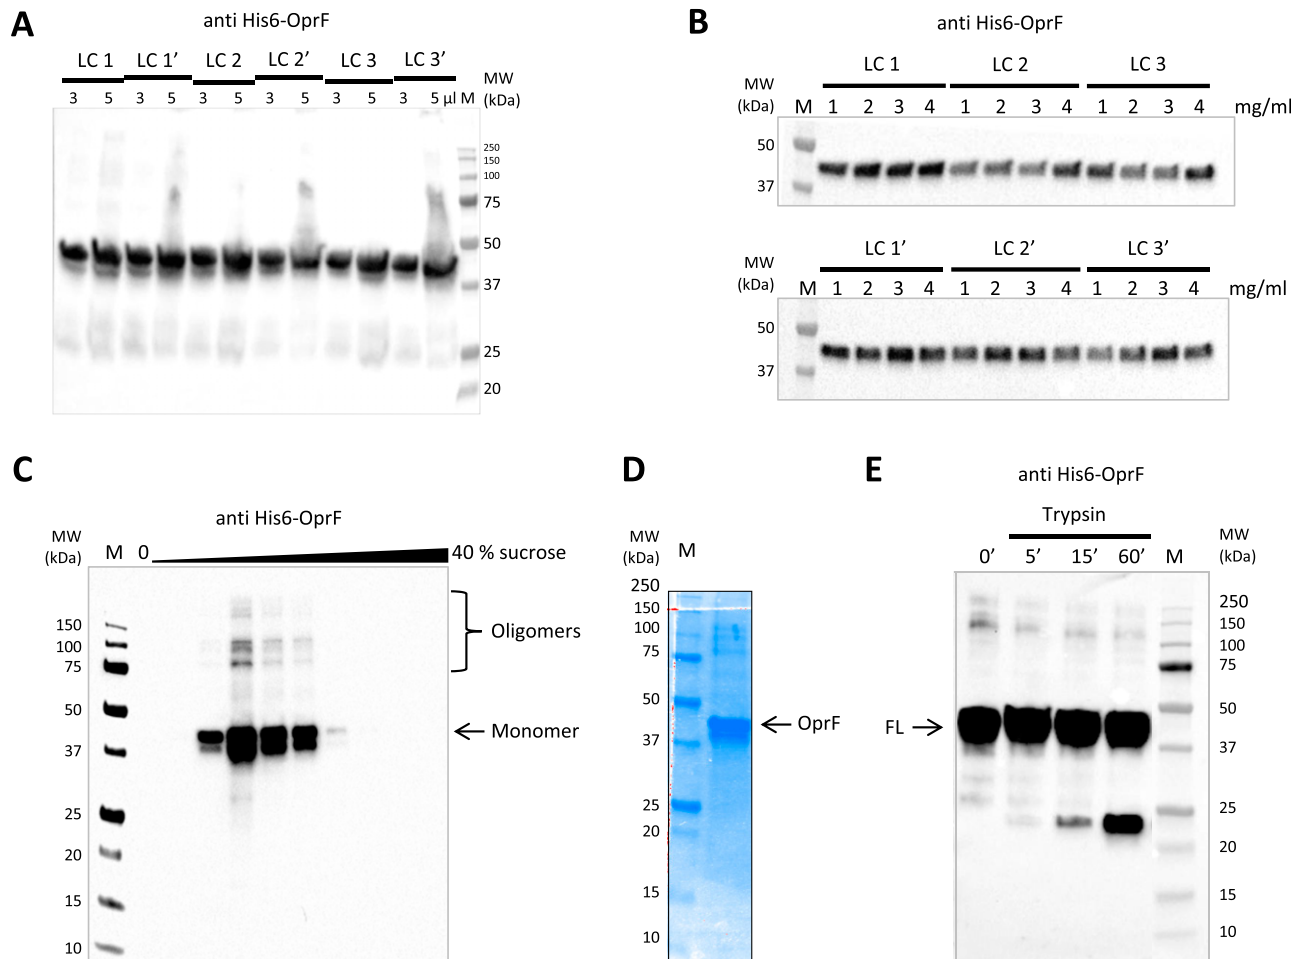 A
anti His6-OprF
LC 1 LC 1’ LC 2 LC 2’ LC 3 LC 3’
MW
(kDa)
3 5 3 5 3 5 3 5 3 5 3 5 µl M
250
150
100
75
50
37
25
20
B
anti His6-OprF
LC 1 LC 2 LC 3
MW
(kDa)
M 1 2 3 4 1 2 3 4 1 2 3 4 mg/ml
50
37
LC 1’ LC 2’ LC 3’
MW
(kDa)
M 1 2 3 4 1 2 3 4 1 2 3 4 mg/ml
50
37
C
anti His6-OprF
MW
(kDa)
M 0 40 % sucrose
150
100
75
50
37
25
20
15
10
Oligomers
Monomer
D
MW
(kDa)
M
250
150
100
75
50
37
25
20
15
10
OprF
E
anti His6-OprF
Trypsin
0’ 5’ 15’ 60’ M
MW
(kDa)
FL
250
150
100
75
50
37
25
20
15
10